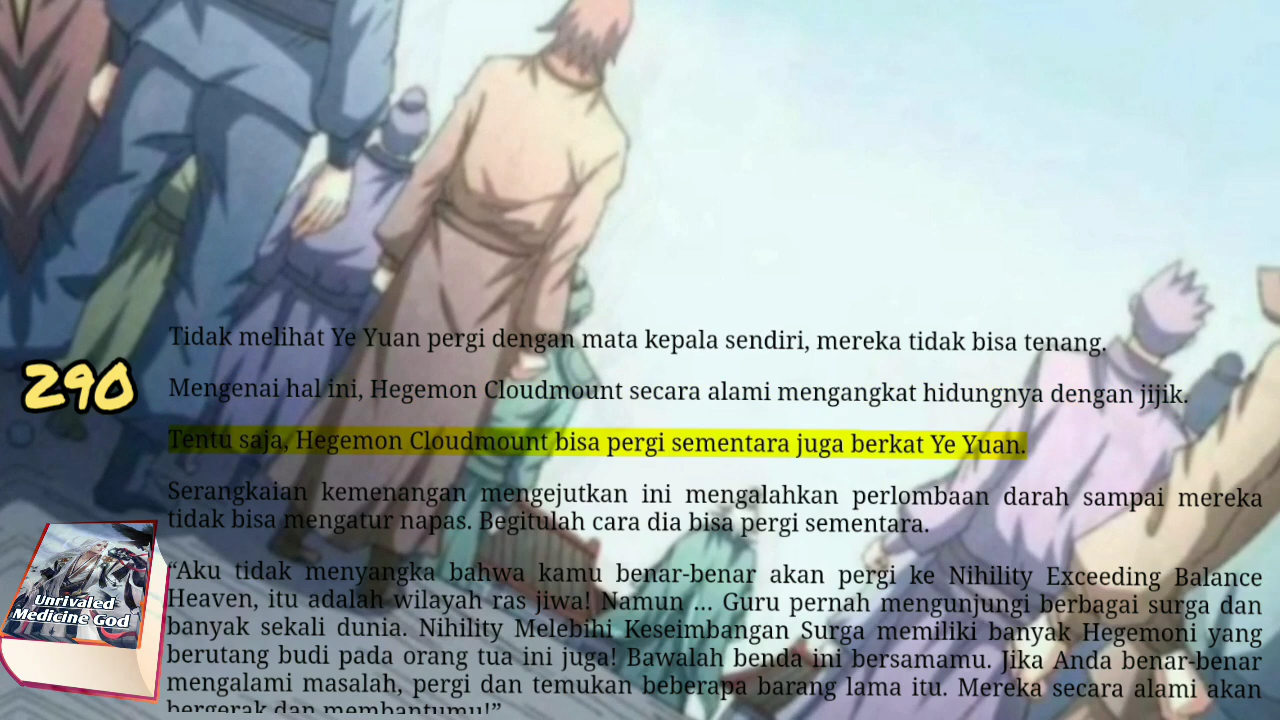 Tidak melihat Ye Yuan pergi dengan mata kepala sendiri, mereka tidak bisa tenang.
Mengenai hal ini, Hegemon Cloudmount secara alami mengangkat hidungnya dengan jijik.
290
Tentu saja, Hegemon Cloudmount bisa pergi sementara juga berkat Ye Yuan.
Serangkaian kemenangan mengejutkan ini mengalahkan perlombaan darah sampai mereka
tidak bisa mengatur napas. Begitulah cara dia bisa pergi sementara.
“Aku tidak menyangka bahwa kamu benar-benar akan pergi ke Nihility Exceeding Balance
Heaven, itu adalah wilayah ras jiwa! Namun ... Guru pernah mengunjungi berbagai surga dan
banyak sekali dunia. Nihility Melebihi Keseimbangan Surga memiliki banyak Hegemoni yang
berutang budi pada orang tua ini juga! Bawalah benda ini bersamamu. Jika Anda benar-benar
mengalami masalah, pergi dan temukan beberapa barang lama itu. Mereka secara alami akan
bergerak dan membantumu!”
Unrivaled
Medicine God